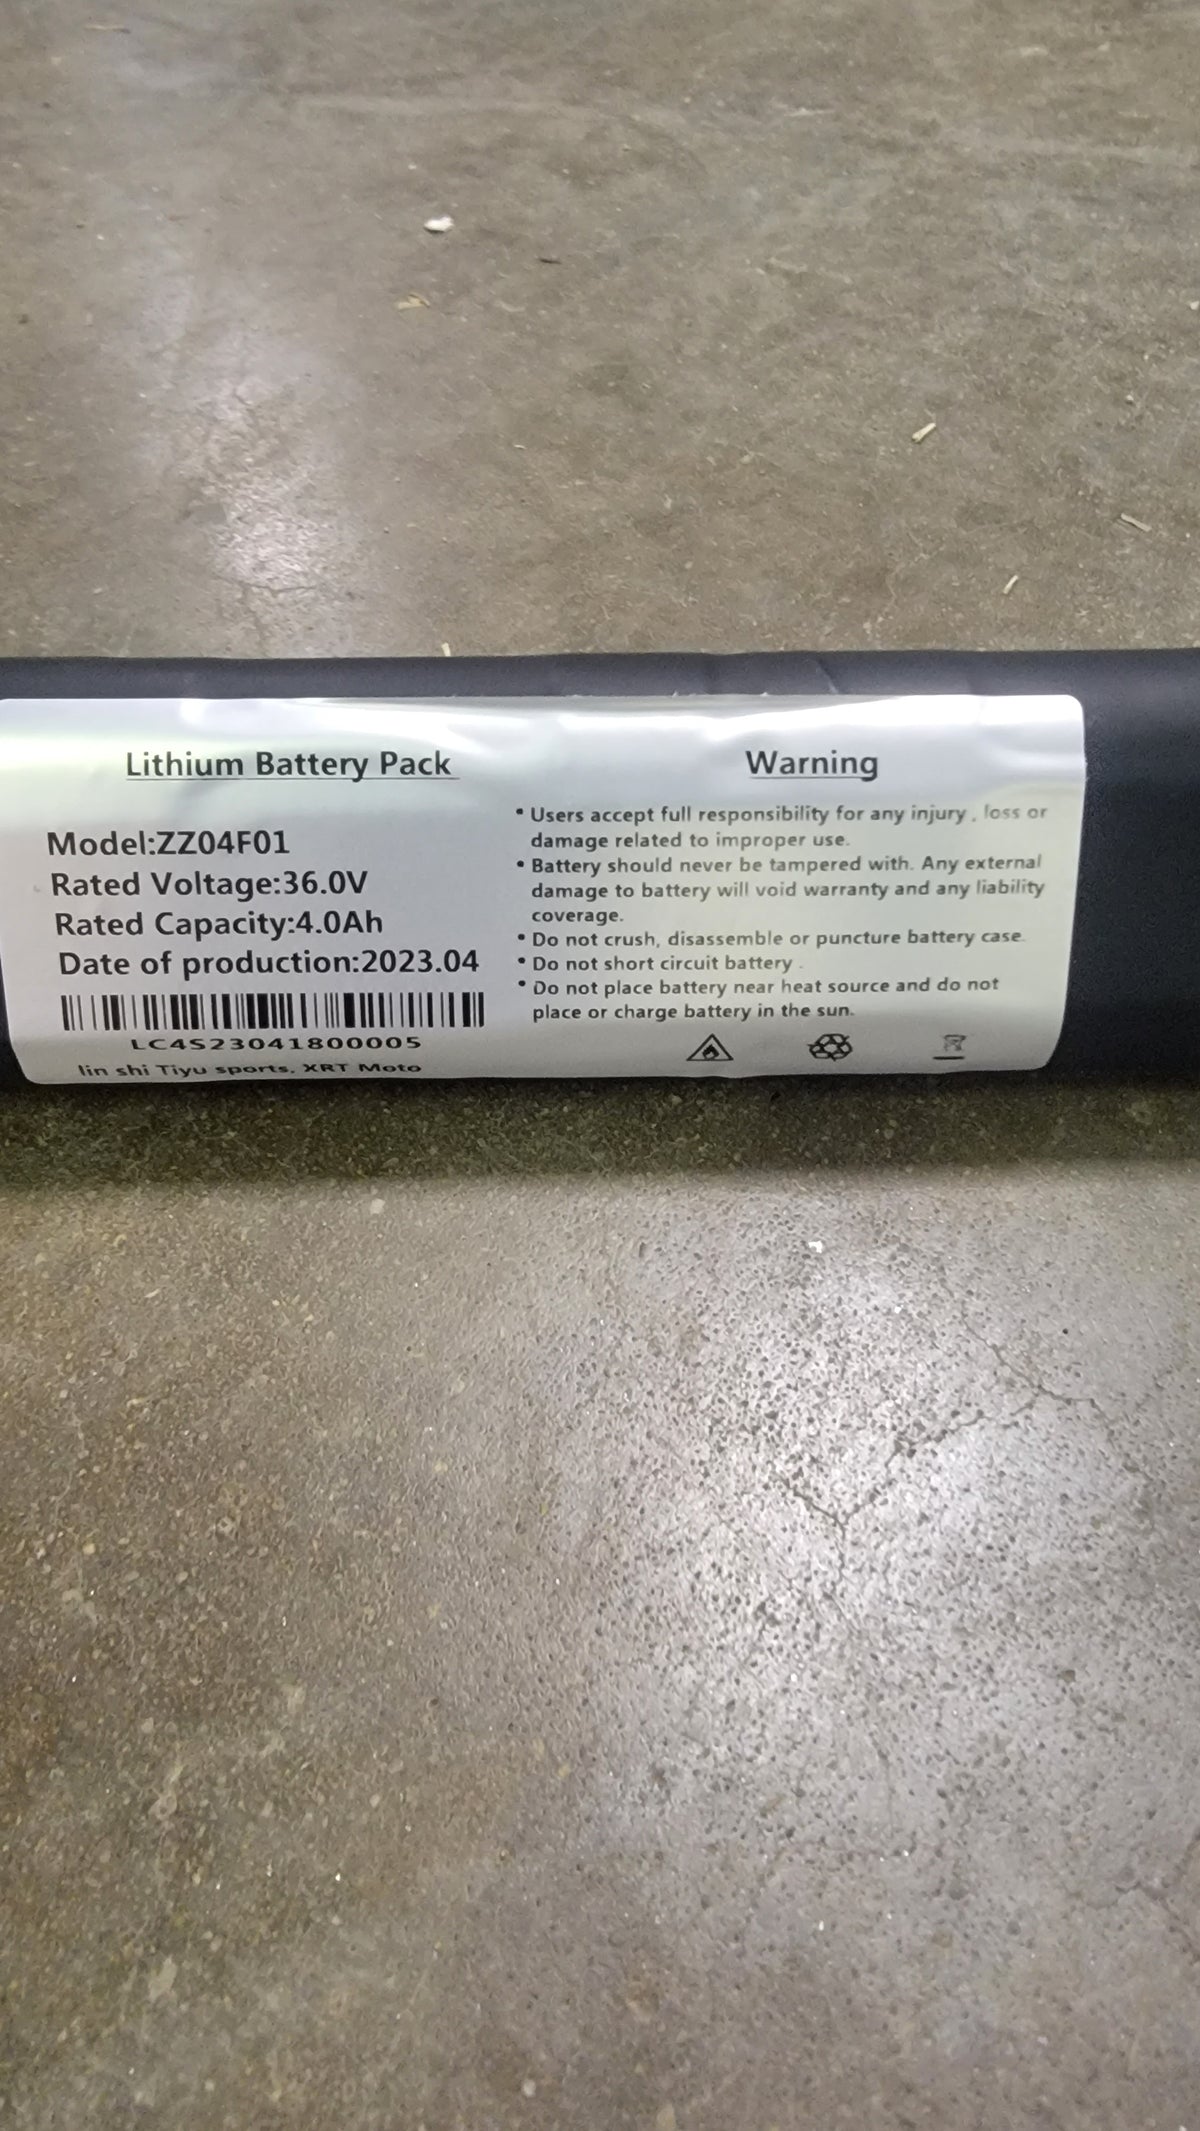 Lithium Battery Pack
Model:ZZ04F01
Rated Voltage:36.0V
Rated Capacity:4.0Ah
Date of production:2023.04
LC4S23041800005
lin shi Tiyu sports, XRT Moto
Warning
• Users accept full responsibility for any injury , loss or
damage related to improper use.
• Battery should never be tampered with. Any external
damage to battery will void warranty and any liability
coverage.
• Do not crush, disassemble or puncture battery case.
• Do not short circuit battery .
• Do not place battery near heat source and do not
place or charge battery in the sun.